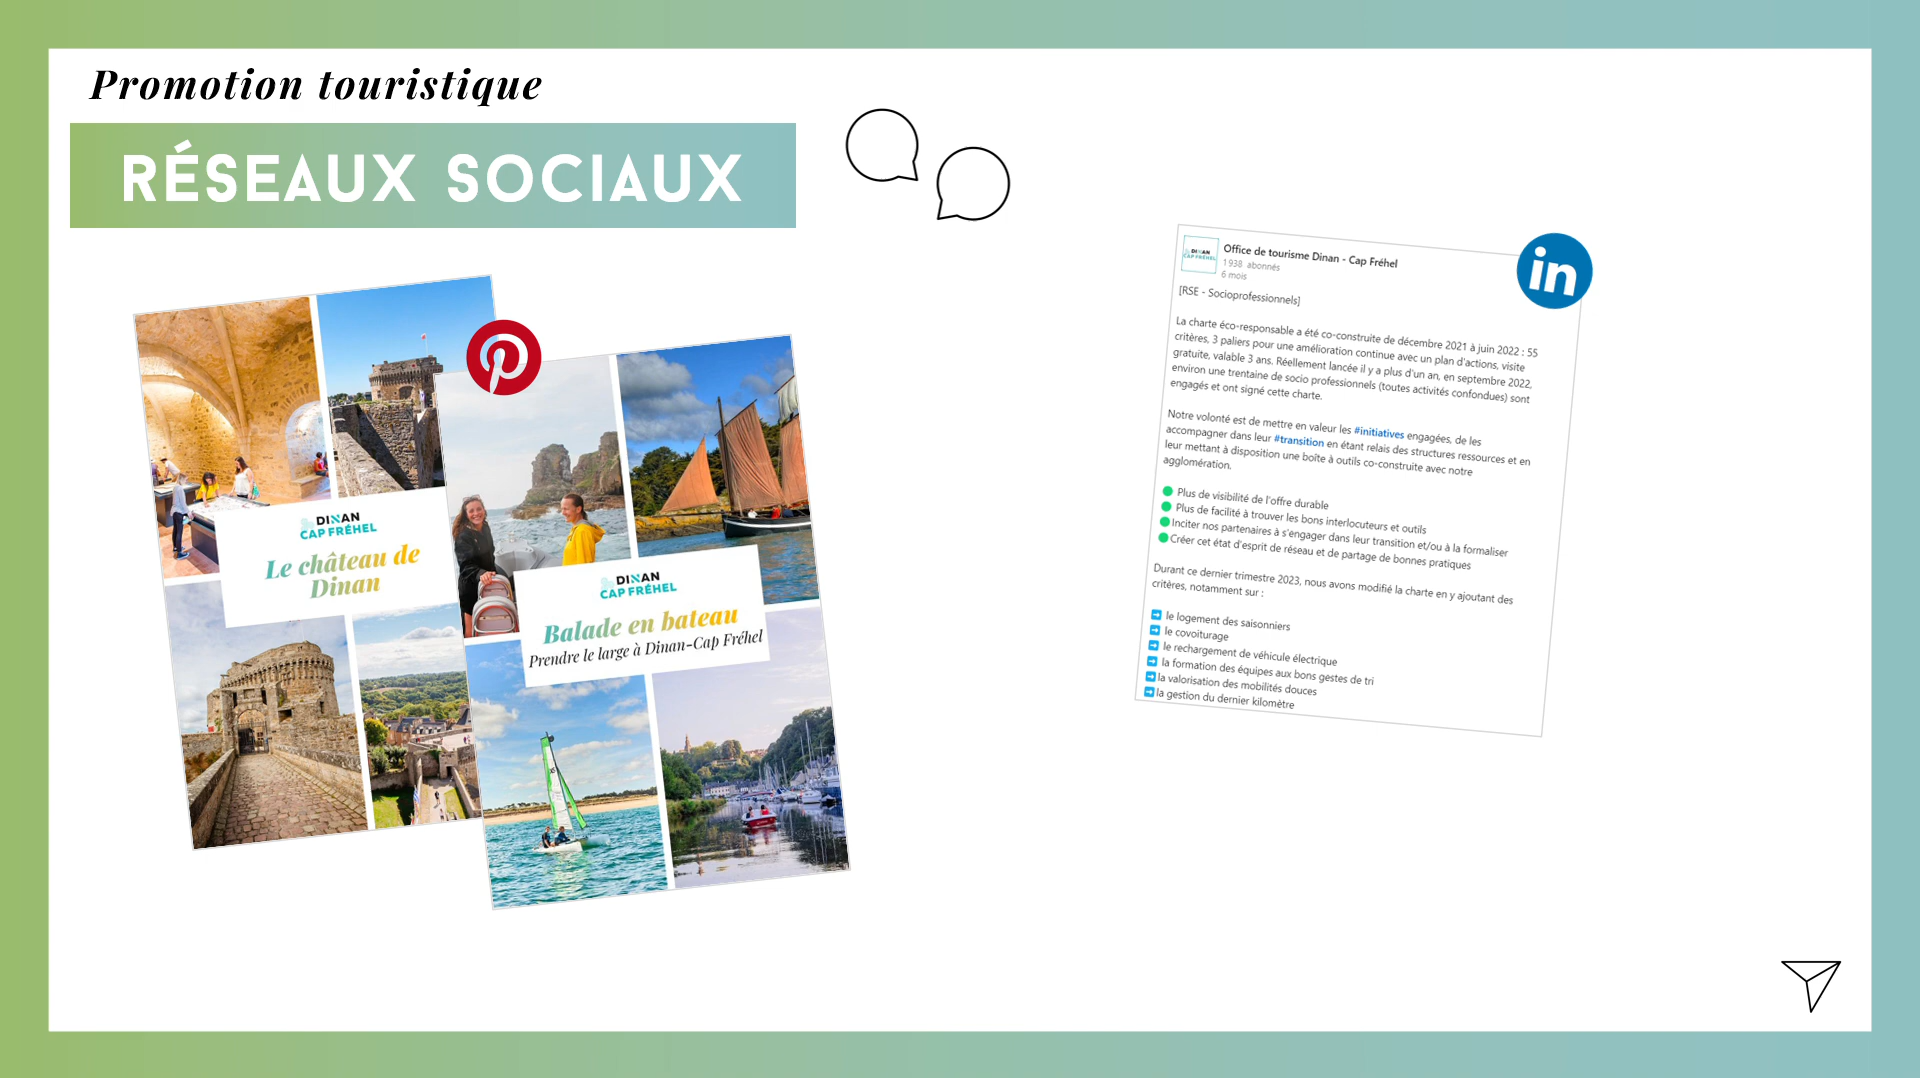 Promotion touristique
RÉSEAUX SOCIAUX
DINAN
CAP FRÉHEL
Le château de
Dinan
DINAN
CAP FRÉHEL
Balade en bateau
Prendre le large à Dinan-Cap Fréhel
DINAN
CAP FRÉHEL
Office de tourisme Dinan - Cap Fréhel
1 938 abonnés
6 mois
in
[RSE - Socioprofessionnels]
La charte éco-responsable a été co-construite de décembre 2021 à juin 2022 : 55
critères, 3 paliers pour une amélioration continue avec un plan d'actions, visite
gratuite, valable 3 ans. Réellement lancée il y a plus d'un an, en septembre 2022,
environ une trentaine de socio professionnels (toutes activités confondues) sont
engagés et ont signé cette charte.
Notre volonté est de mettre en valeur les #initiatives engagées, de les
accompagner dans leur #transition en étant relais des structures ressources et en
leur mettant à disposition une boîte à outils co-construite avec notre
agglomération.
Plus de visibilité de l'offre durable
Plus de facilité à trouver les bons interlocuteurs et outils
Inciter nos partenaires à s'engager dans leur transition et/ou à la formaliser
Créer cet état d'esprit de réseau et de partage de bonnes pratiques
Durant ce dernier trimestre 2023, nous avons modifié la charte en y ajoutant des
critères, notamment sur :
➡ le logement des saisonniers
➡ le covoiturage
➡ le rechargement de véhicule électrique
➡ la formation des équipes aux bons gestes de tri
➡ la valorisation des mobilités douces
➡ la gestion du dernier kilomètre